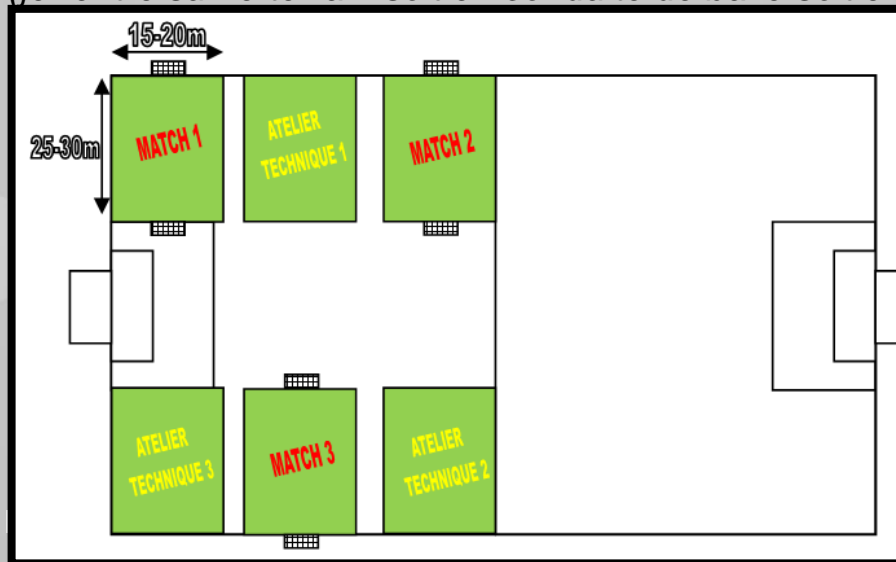 15-20m
25-30m
MATCH 1
ATELIER
TECHNIQUE 1
MATCH 2
ATELIER
TECHNIQUE 3
MATCH 3
ATELIER
TECHNIQUE 2